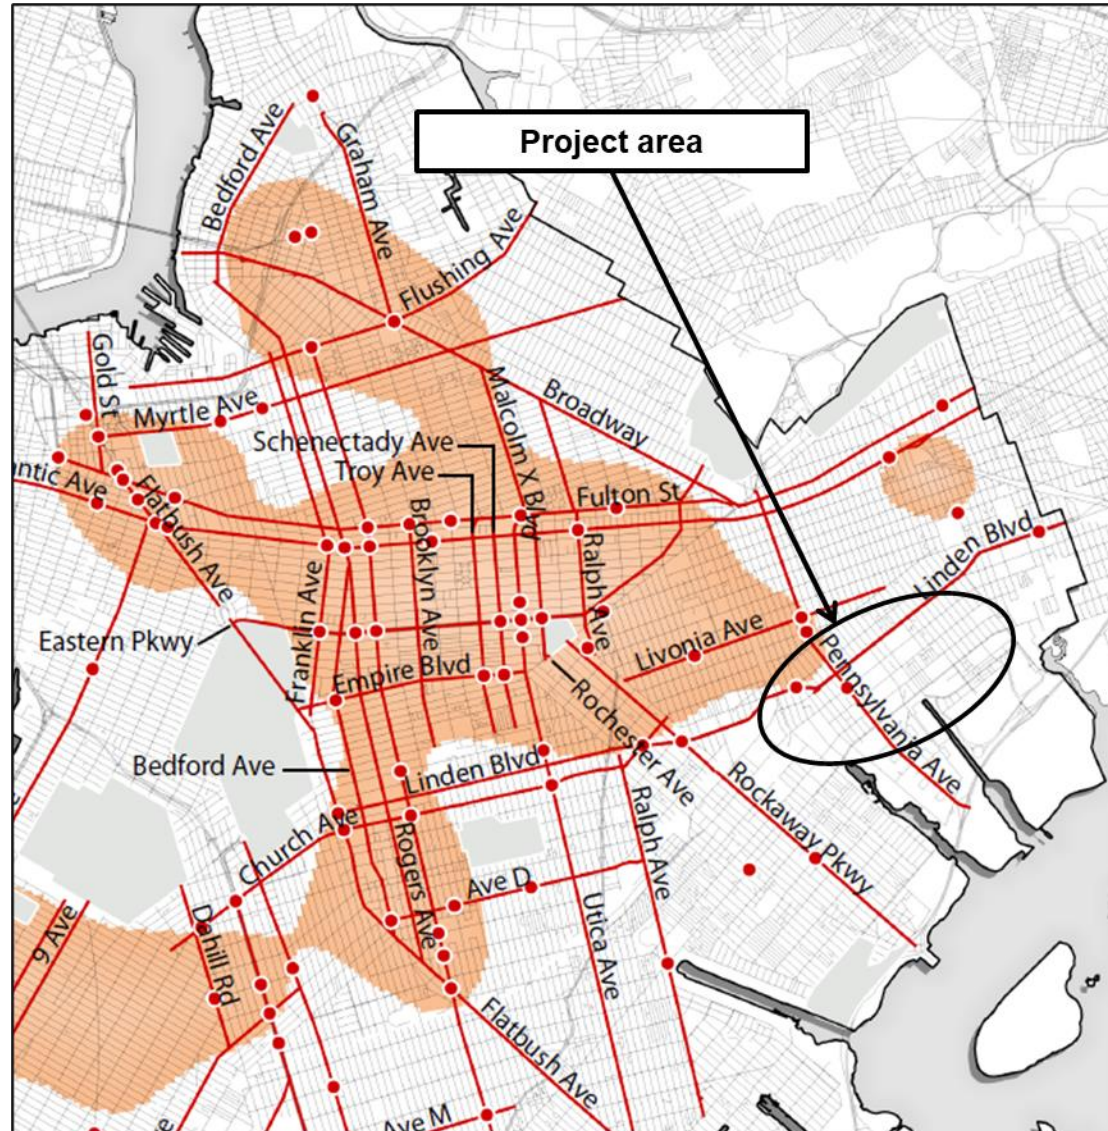 Project area
Bedford Ave
Graham Ave
Flushing Ave
Gold St
Myrtle Ave
Malcolm X Blvd
Broadway
Schenectady Ave
Troy Ave
Fulton St
antic Ave
Flatbush Ave
Brooklyn Ave
Ralph Ave
Linden Blvd
Eastern Pkwy
Franklin Ave
Empire Blvd
Livonia Ave
Pennsylvania Ave
Rochester Ave
Bedford Ave
Linden Blvd
Rockaway Pkwy
Church Ave
Rogers Ave
Ralph Ave
Ave D
Utica Ave
9 Ave
Dahill Rd
Flatbush Ave
Ave M